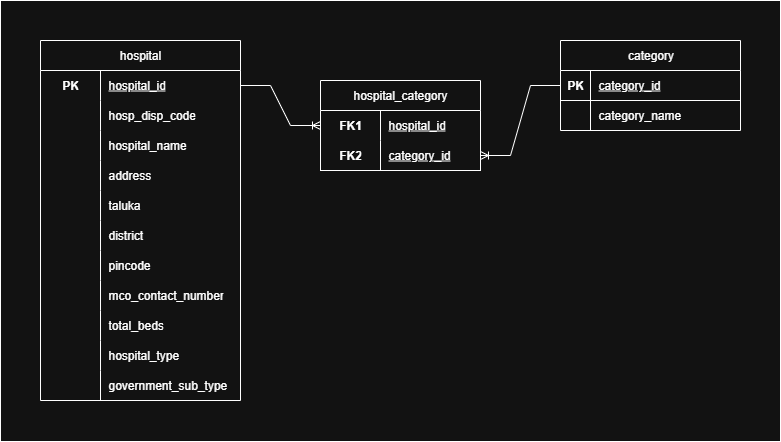 hospital
PK hospital_id
hosp_disp_code
hospital_name
address
taluka
district
pincode
mco_contact_number
total_beds
hospital_type
government_sub_type
hospital_category
FK1 hospital_id
FK2 category_id
category
PK category_id
category_name